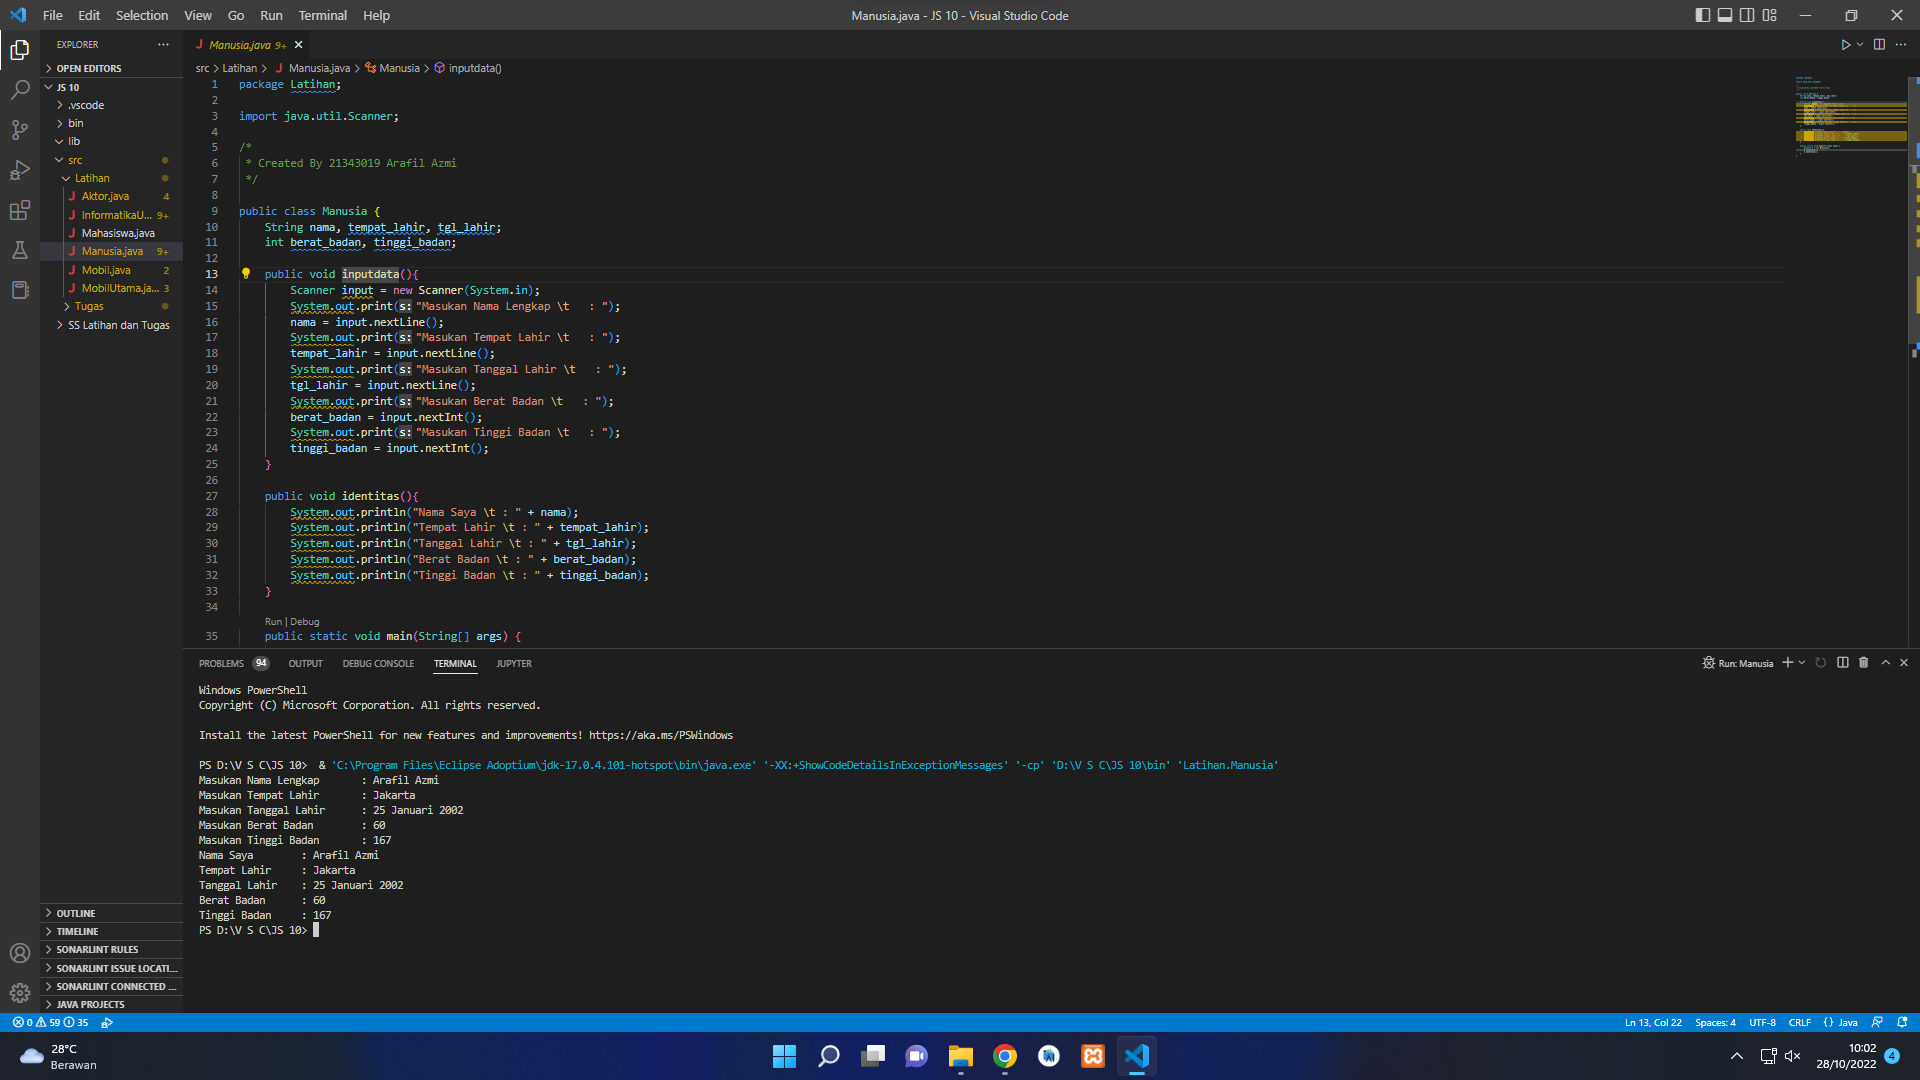 File Edit Selection View Go Run Terminal Help
Manusia.java - JS 10 - Visual Studio Code
EXPLORER
OPEN EDITORS
JS 10
.vscode
bin
lib
src
Latihan
Aktor.java 4
InformatikaU... 9+
Mahasiswa.java
Manusia.java 9+
Mobil.java 2
MobilUtama.ja... 3
Tugas
SS Latihan dan Tugas
OUTLINE
TIMELINE
SONARLINT RULES
SONARLINT ISSUE LOCATI...
SONARLINT CONNECTED ...
JAVA PROJECTS
Manusia.java 9+
src > Latihan > Manusia.java > Manusia > inputdata()
1 package Latihan;
2
3 import java.util.Scanner;
4
5 /*
6  * Created By 21343019 Arafil Azmi
7  */
8
9 public class Manusia {
10     String nama, tempat_lahir, tgl_lahir;
11     int berat_badan, tinggi_badan;
12
13     public void inputdata(){
14         Scanner input = new Scanner(System.in);
15         System.out.print(s: "Masukan Nama Lengkap \t   : ");
16         nama = input.nextLine();
17         System.out.print(s: "Masukan Tempat Lahir \t   : ");
18         tempat_lahir = input.nextLine();
19         System.out.print(s: "Masukan Tanggal Lahir \t   : ");
20         tgl_lahir = input.nextLine();
21         System.out.print(s: "Masukan Berat Badan \t   : ");
22         berat_badan = input.nextInt();
23         System.out.print(s: "Masukan Tinggi Badan \t   : ");
24         tinggi_badan = input.nextInt();
25     }
26
27     public void identitas(){
28         System.out.println("Nama Saya \t : " + nama);
29         System.out.println("Tempat Lahir \t : " + tempat_lahir);
30         System.out.println("Tanggal Lahir \t : " + tgl_lahir);
31         System.out.println("Berat Badan \t : " + berat_badan);
32         System.out.println("Tinggi Badan \t : " + tinggi_badan);
33     }
34
Run | Debug
35     public static void main(String[] args) {
PROBLEMS 94 OUTPUT DEBUG CONSOLE TERMINAL JUPYTER
Run: Manusia
Windows PowerShell
Copyright (C) Microsoft Corporation. All rights reserved.
Install the latest PowerShell for new features and improvements! https://aka.ms/PSWindows
PS D:\V S C\JS 10>  & 'C:\Program Files\Eclipse Adoptium\jdk-17.0.4.101-hotspot\bin\java.exe' '-XX:+ShowCodeDetailsInExceptionMessages' '-cp' 'D:\V S C\JS 10\bin' 'Latihan.Manusia'
Masukan Nama Lengkap       : Arafil Azmi
Masukan Tempat Lahir       : Jakarta
Masukan Tanggal Lahir      : 25 Januari 2002
Masukan Berat Badan        : 60
Masukan Tinggi Badan       : 167
Nama Saya        : Arafil Azmi
Tempat Lahir     : Jakarta
Tanggal Lahir    : 25 Januari 2002
Berat Badan      : 60
Tinggi Badan     : 167
PS D:\V S C\JS 10>
0 59 35
Ln 13, Col 22 Spaces: 4 UTF-8 CRLF {} Java
28°C
Berawan
10:02
28/10/2022
4